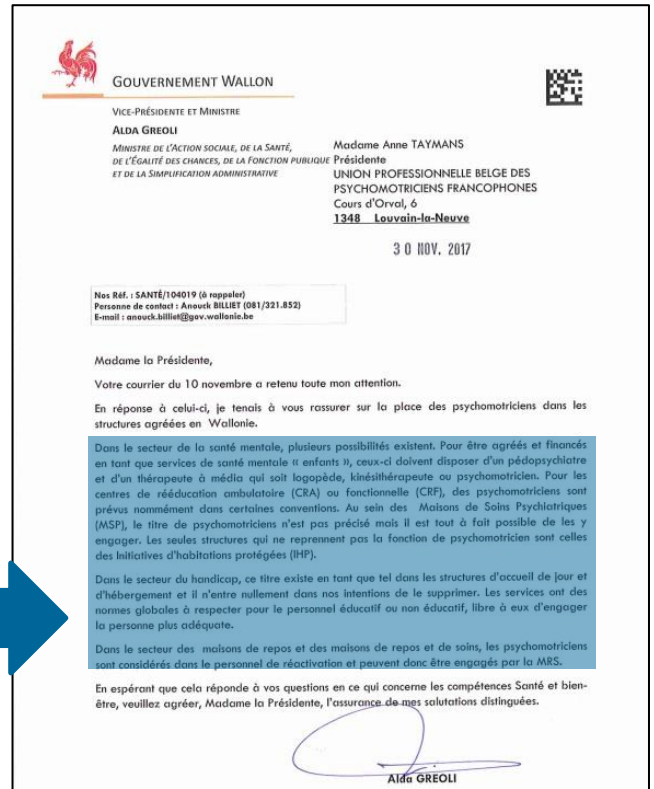 GOUVERNEMENT WALLON
VICE-PRÉSIDENTE ET MINISTRE
ALDA GREOLI
MINISTRE DE L'ACTION SOCIALE, DE LA SANTÉ,
DE L'ÉGALITÉ DES CHANCES, DE LA FONCTION PUBLIQUE
ET DE LA SIMPLIFICATION ADMINISTRATIVE
Madame Anne TAYMANS
Présidente
UNION PROFESSIONNELLE BELGE DES
PSYCHOMOTRICIENS FRANCOPHONES
Cours d'Orval, 6
1348 Louvain-la-Neuve
30 NOV. 2017
Nos Réf. : SANTÉ/104019 (à rappeler)
Personne de contact : Anouck BILLIET (081/321.852)
E-mail : anouck.billiet@gov.wallonie.be
Madame la Présidente,
Votre courrier du 10 novembre a retenu toute mon attention.
En réponse à celui-ci, je tenais à vous rassurer sur la place des psychomotriciens dans les
structures agréées en Wallonie.
Dans le secteur de la santé mentale, plusieurs possibilités existent. Pour être agréés et financés
en tant que services de santé mentale « enfants », ceux-ci doivent disposer d'un pédopsychiatre
et d'un thérapeute à média qui soit logopède, kinésithérapeute ou psychomotricien. Pour les
centres de rééducation ambulatoire (CRA) ou fonctionnelle (CRF), des psychomotriciens sont
prévus nommément dans certaines conventions. Au sein des Maisons de Soins Psychiatriques
(MSP), le titre de psychomotriciens n'est pas précisé mais il est tout à fait possible de les y
engager. Les seules structures qui ne reprennent pas la fonction de psychomotricien sont celles
des Initiatives d'habitations protégées (IHP).
Dans le secteur du handicap, ce titre existe en tant que tel dans les structures d'accueil de jour et
d'hébergement et il n'entre nullement dans nos intentions de le supprimer. Les services ont des
normes globales à respecter pour le personnel éducatif ou non éducatif, libre à eux d'engager
la personne plus adéquate.
Dans le secteur des maisons de repos et des maisons de repos et de soins, les psychomotriciens
sont considérés dans le personnel de réactivation et peuvent donc être engagés par la MRS.
En espérant que cela réponde à vos questions en ce qui concerne les compétences Santé et bien-
être, veuillez agréer, Madame la Présidente, l'assurance de mes salutations distinguées.
Alda GREOLI